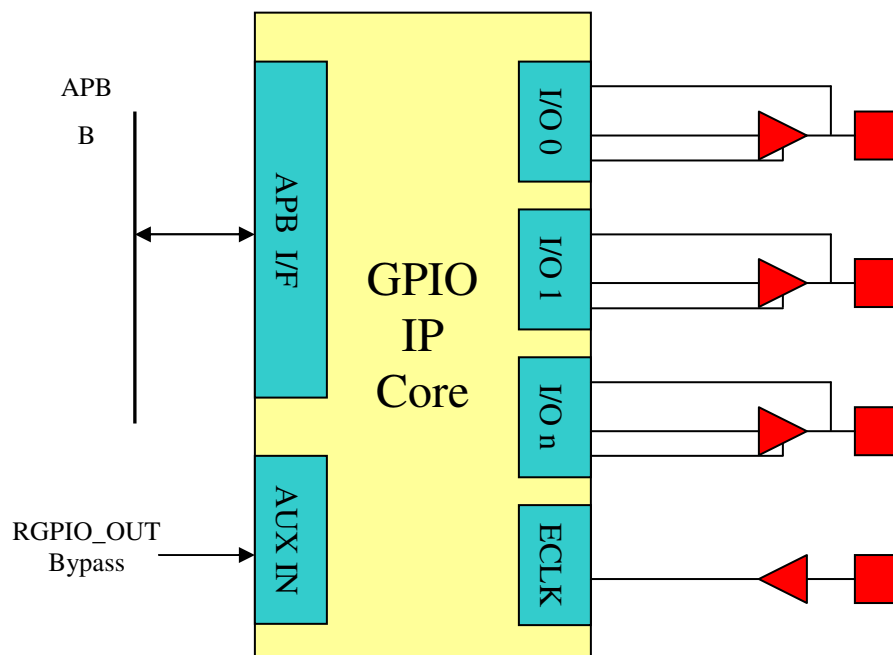 APB
B
RGPIO_OUT
Bypass
APB I/F
AUX IN
GPIO
IP
Core
I/O 0
I/O 1
I/O n
ECLK